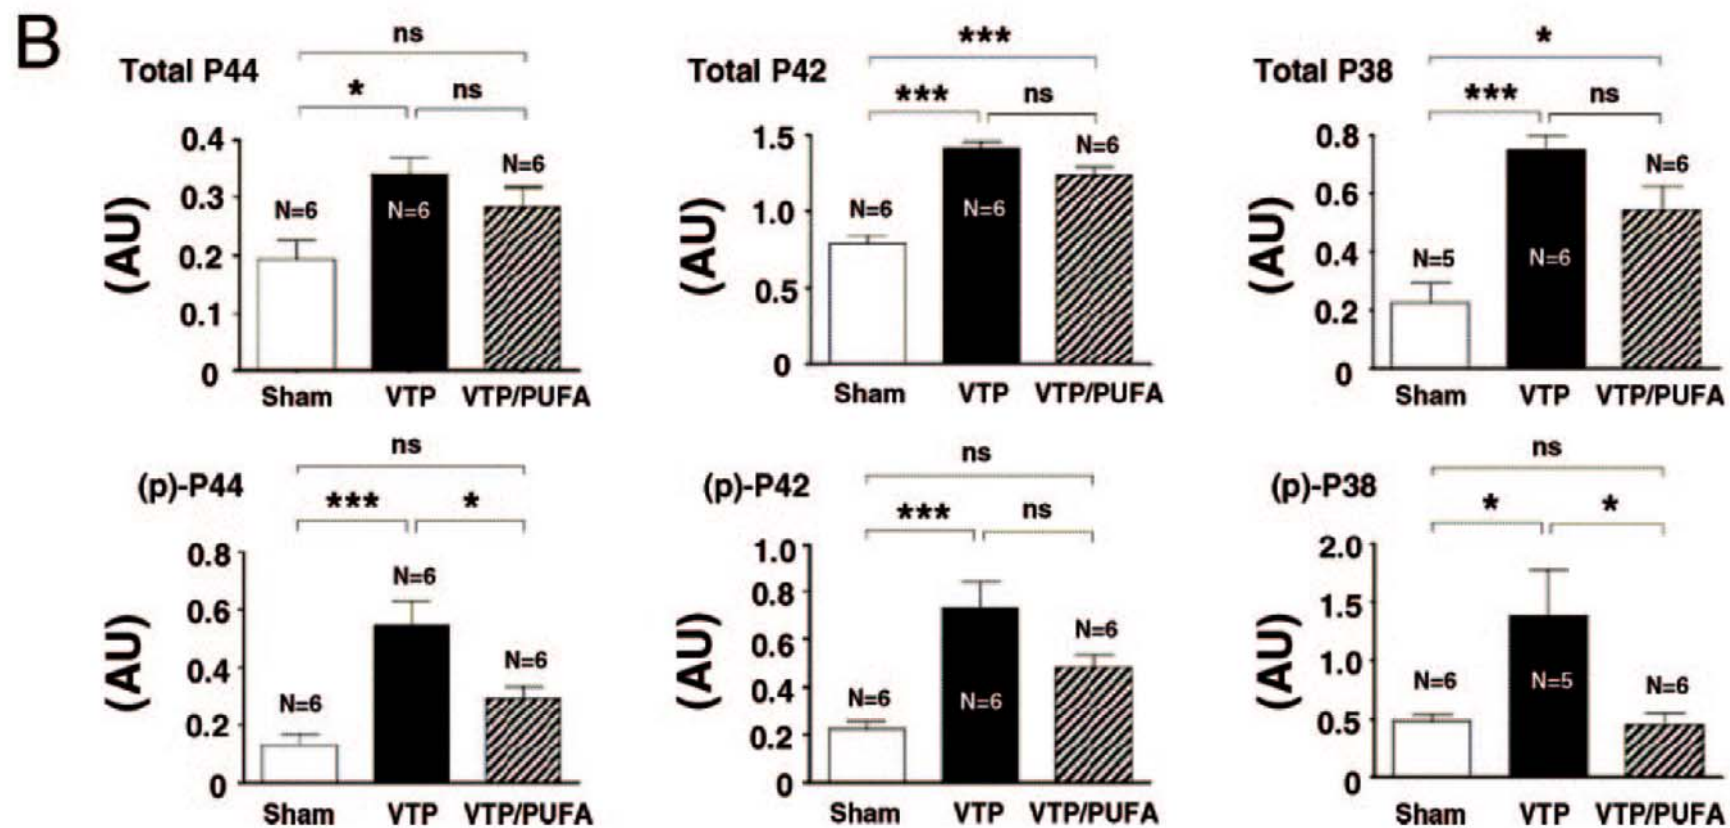 B
ns
Total P44
* ns
0.4
0.3
0.2
0.1
0
(AU)
N=6
N=6
N=6
Sham VTP VTP/PUFA
***
Total P42
*** ns
1.5
1.0
0.5
0
(AU)
N=6
N=6
N=6
Sham VTP VTP/PUFA
*
Total P38
*** ns
0.8
0.6
0.4
0.2
0
(AU)
N=5
N=6
N=6
Sham VTP VTP/PUFA
ns
(p)-P44
*** *
0.8
0.6
0.4
0.2
0
(AU)
N=6
N=6
N=6
Sham VTP VTP/PUFA
ns
(p)-P42
*** ns
1.0
0.8
0.6
0.4
0.2
0
(AU)
N=6
N=6
N=6
Sham VTP VTP/PUFA
ns
(p)-P38
* *
2.0
1.5
1.0
0.5
0
(AU)
N=6
N=5
N=6
Sham VTP VTP/PUFA